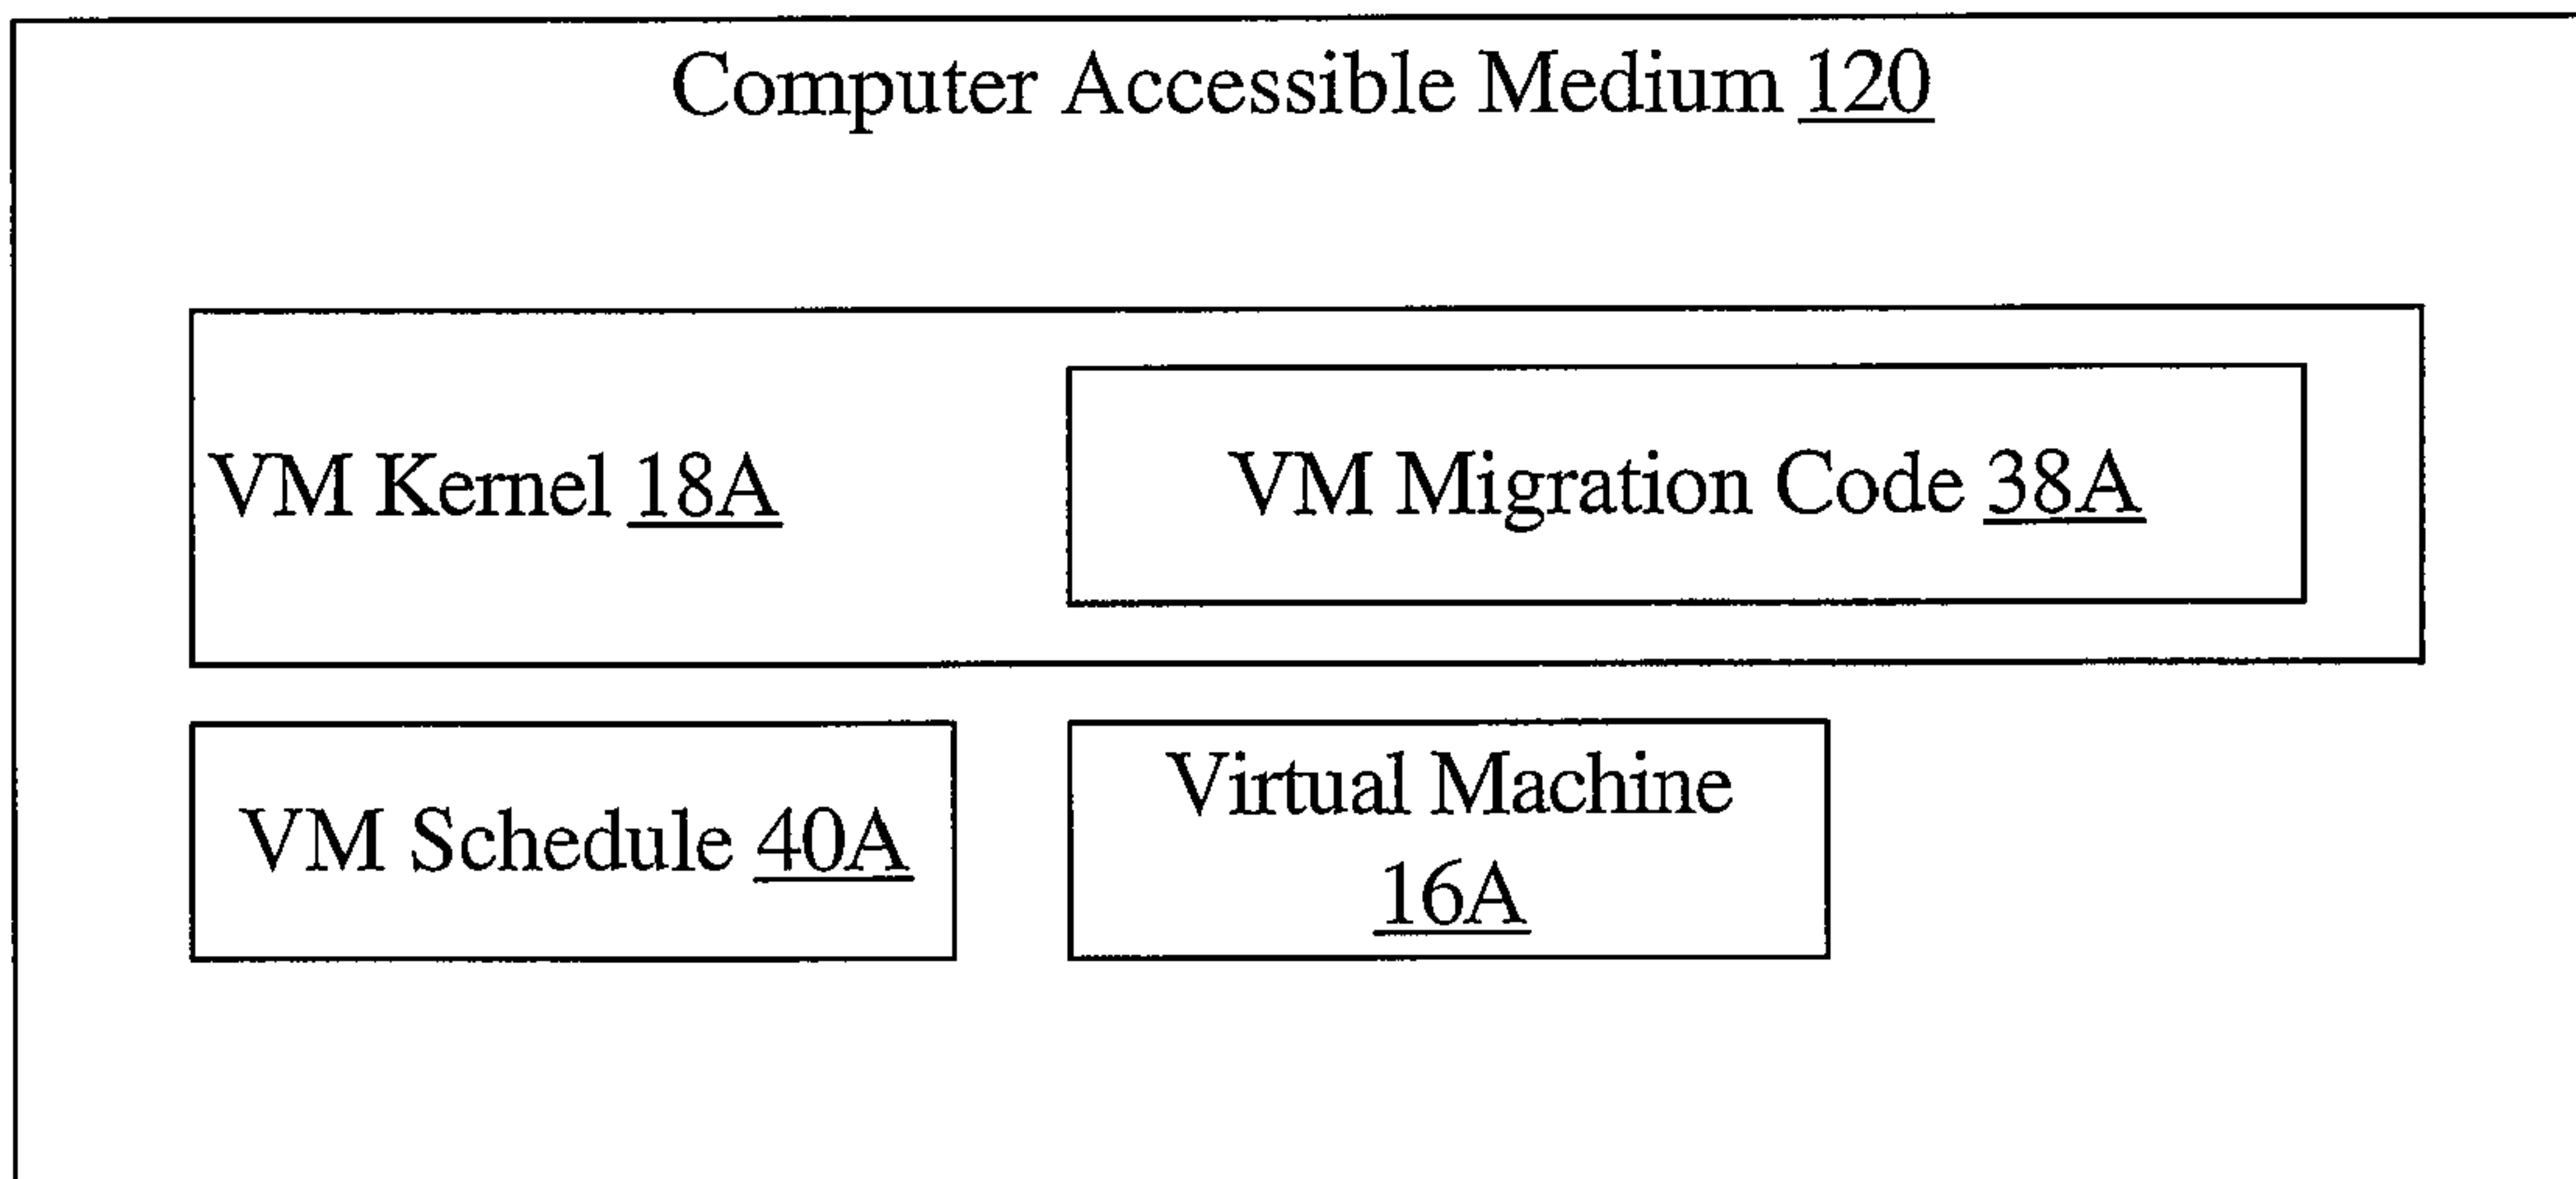 Computer Accessible Medium 120
VM Kernel 18A
VM Migration Code 38A
VM Schedule 40A
Virtual Machine
16A